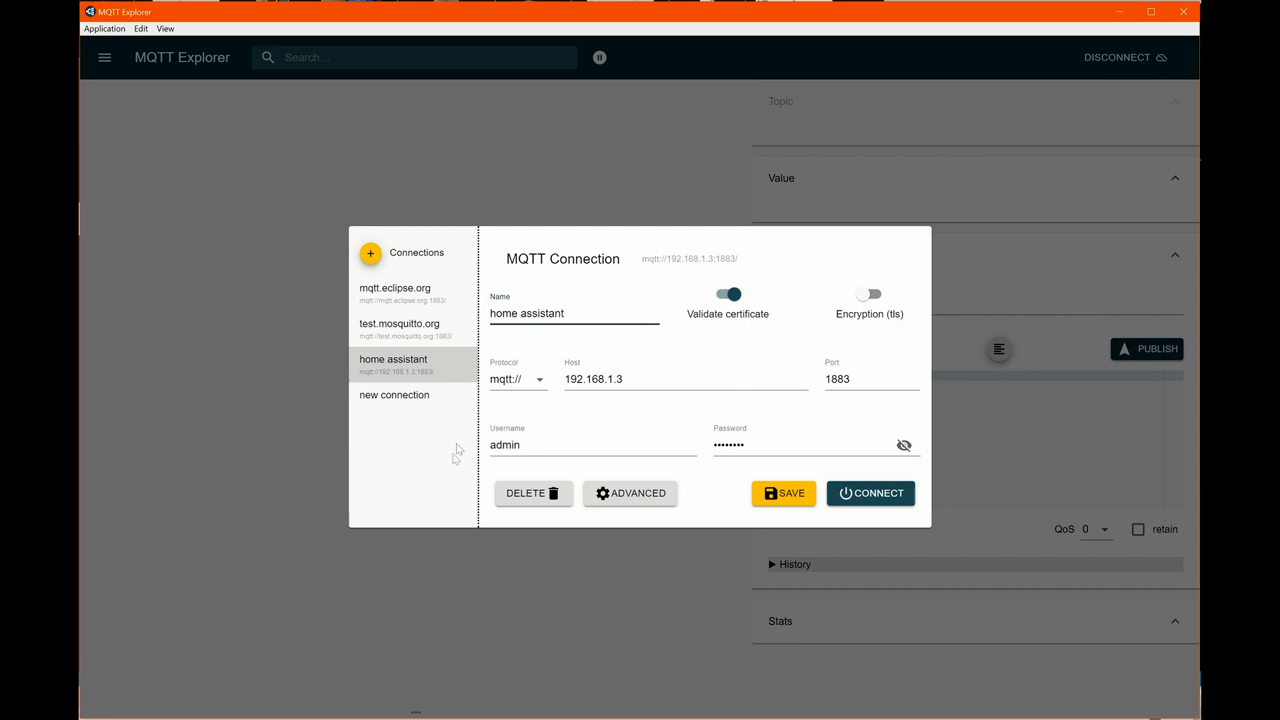 MQTT Explorer
Application Edit View
MQTT Explorer
Search...
DISCONNECT
Topic
Value
PUBLISH
QoS 0 retain
History
Stats
+ Connections
mqtt.eclipse.org
mqtt://mqtt.eclipse.org:1883/
test.mosquitto.org
mqtt://test.mosquitto.org:1883/
home assistant
mqtt://192.168.1.3:1883/
new connection
MQTT Connection mqtt://192.168.1.3:1883/
Name
home assistant
Validate certificate
Encryption (tls)
Protocol Host Port
mqtt:// 192.168.1.3 1883
Username Password
admin ••••••••
DELETE ADVANCED SAVE CONNECT